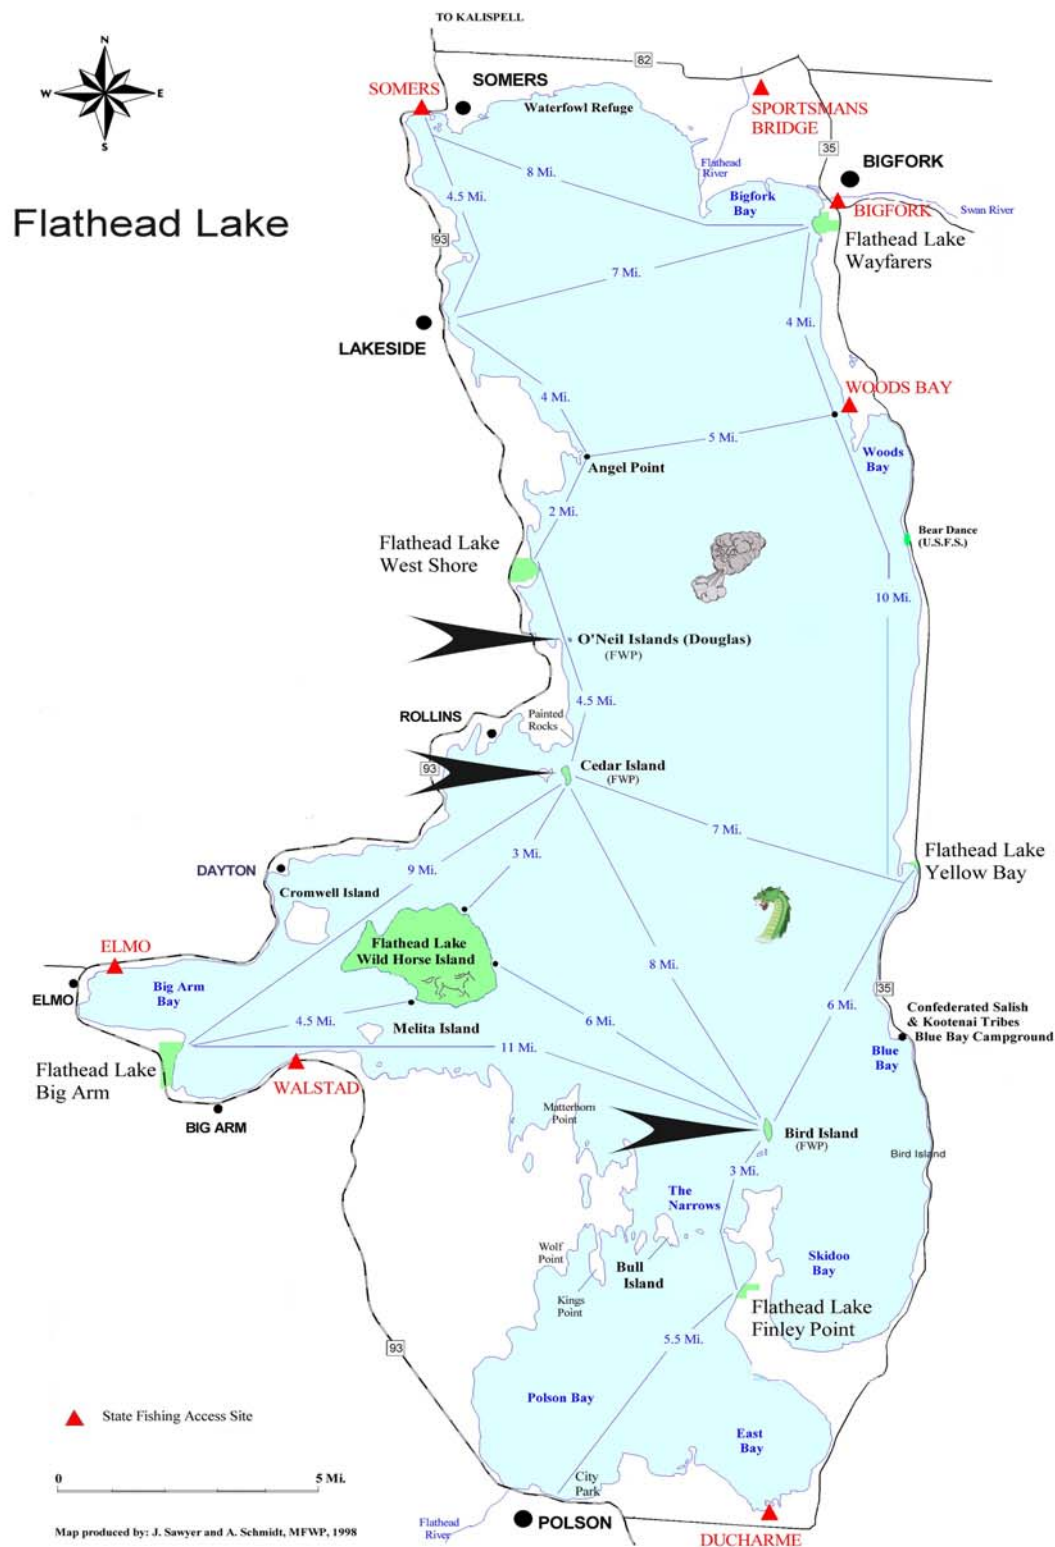 TO KALISPELL
N
W E
S
82
SOMERS
SOMERS
Waterfowl Refuge
SPORTSMANS
BRIDGE
35
Flathead
River
BIGFORK
8 Mi.
4.5 Mi.
Bigfork
Bay
BIGFORK
Swan River
Flathead Lake
93
Flathead Lake
Wayfarers
7 Mi.
LAKESIDE
4 Mi.
4 Mi.
WOODS BAY
5 Mi.
Angel Point
Woods
Bay
2 Mi.
Flathead Lake
West Shore
Bear Dance
(U.S.F.S.)
10 Mi.
O'Neil Islands (Douglas)
(FWP)
4.5 Mi.
ROLLINS
Painted
Rocks
93
Cedar Island
(FWP)
7 Mi.
3 Mi.
9 Mi.
DAYTON
Cromwell Island
Flathead Lake
Yellow Bay
ELMO
Flathead Lake
Wild Horse Island
8 Mi.
ELMO
Big Arm
Bay
35
6 Mi.
Confederated Salish
& Kootenai Tribes
Blue Bay Campground
4.5 Mi.
Melita Island
6 Mi.
11 Mi.
Blue
Bay
Flathead Lake
Big Arm
WALSTAD
BIG ARM
Matterhorn
Point
Bird Island
(FWP)
Bird Island
3 Mi.
The
Narrows
Wolf
Point
Bull
Island
Skidoo
Bay
Kings
Point
Flathead Lake
Finley Point
5.5 Mi.
93
Polson Bay
State Fishing Access Site
East
Bay
0 5 Mi.
City
Park
Flathead
River
POLSON
DUCHARME
Map produced by: J. Sawyer and A. Schmidt, MFWP, 1998